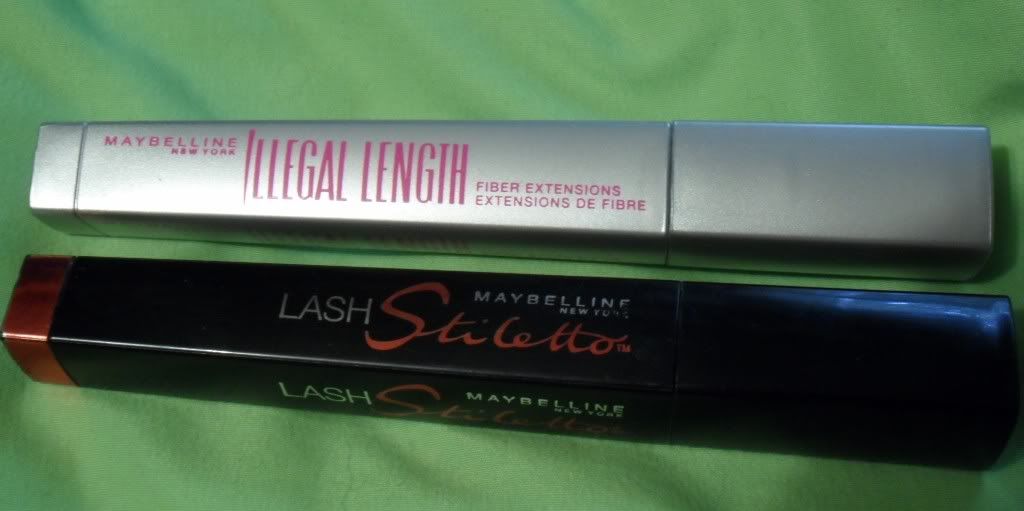 MAYBELLINE
NEW YORK
ILLEGAL LENGTH
FIBER EXTENSIONS
EXTENSIONS DE FIBRE
LASH Stiletto™
MAYBELLINE
NEW YORK
LASH Stiletto
MAYBELLINE
NEW YORK